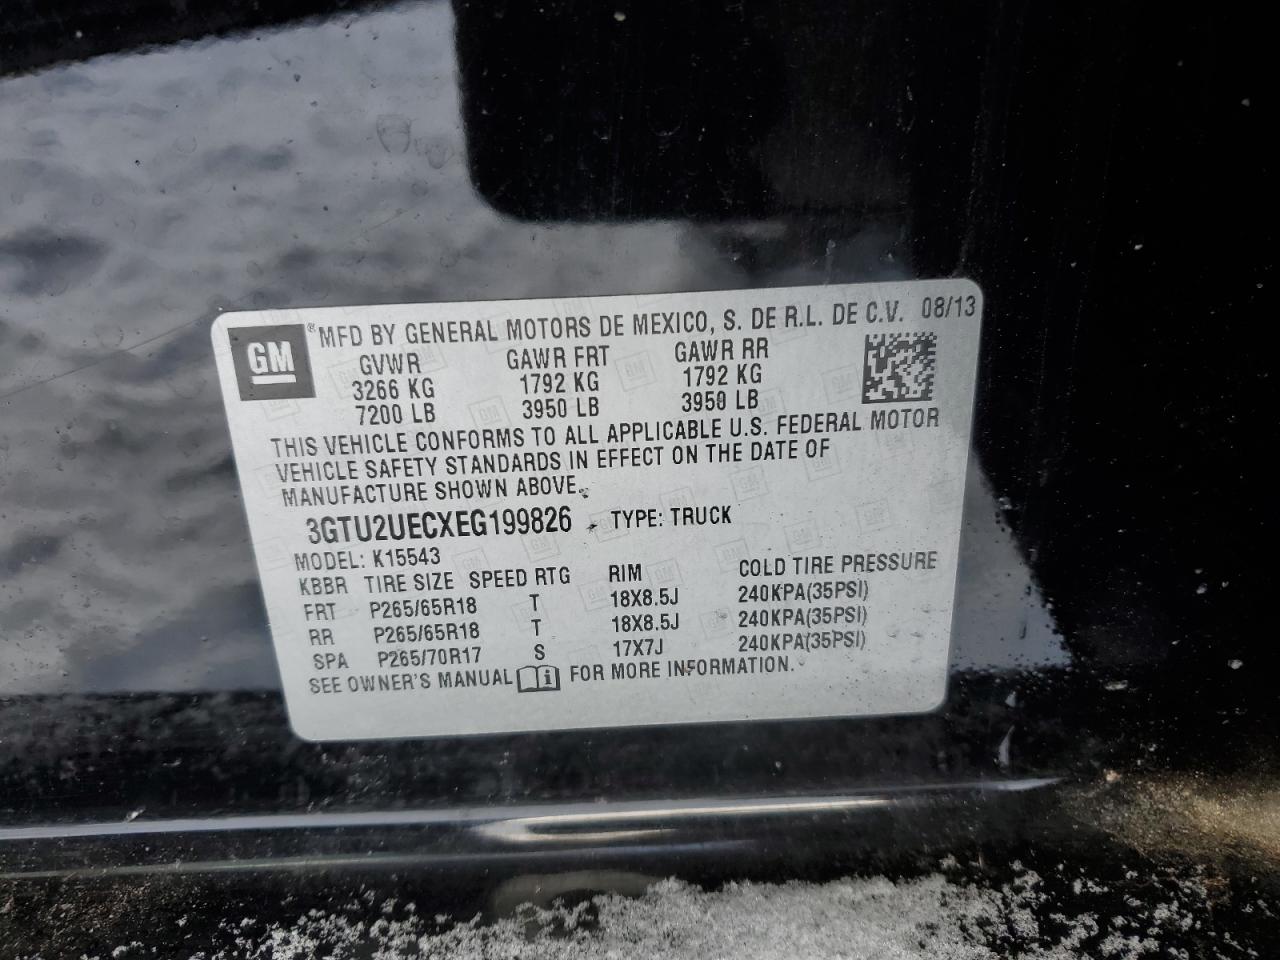 GM ® MFD BY GENERAL MOTORS DE MEXICO, S. DE R.L. DE C.V. 08/13
GVWR GAWR FRT GAWR RR
3266 KG 1792 KG 1792 KG
7200 LB 3950 LB 3950 LB
THIS VEHICLE CONFORMS TO ALL APPLICABLE U.S. FEDERAL MOTOR
VEHICLE SAFETY STANDARDS IN EFFECT ON THE DATE OF
MANUFACTURE SHOWN ABOVE.
3GTU2UECXEG199826 TYPE: TRUCK
MODEL: K15543
KBBR TIRE SIZE SPEED RTG RIM COLD TIRE PRESSURE
FRT P265/65R18 T 18X8.5J 240KPA(35PSI)
RR P265/65R18 T 18X8.5J 240KPA(35PSI)
SPA P265/70R17 S 17X7J 240KPA(35PSI)
SEE OWNER'S MANUAL i FOR MORE INFORMATION.